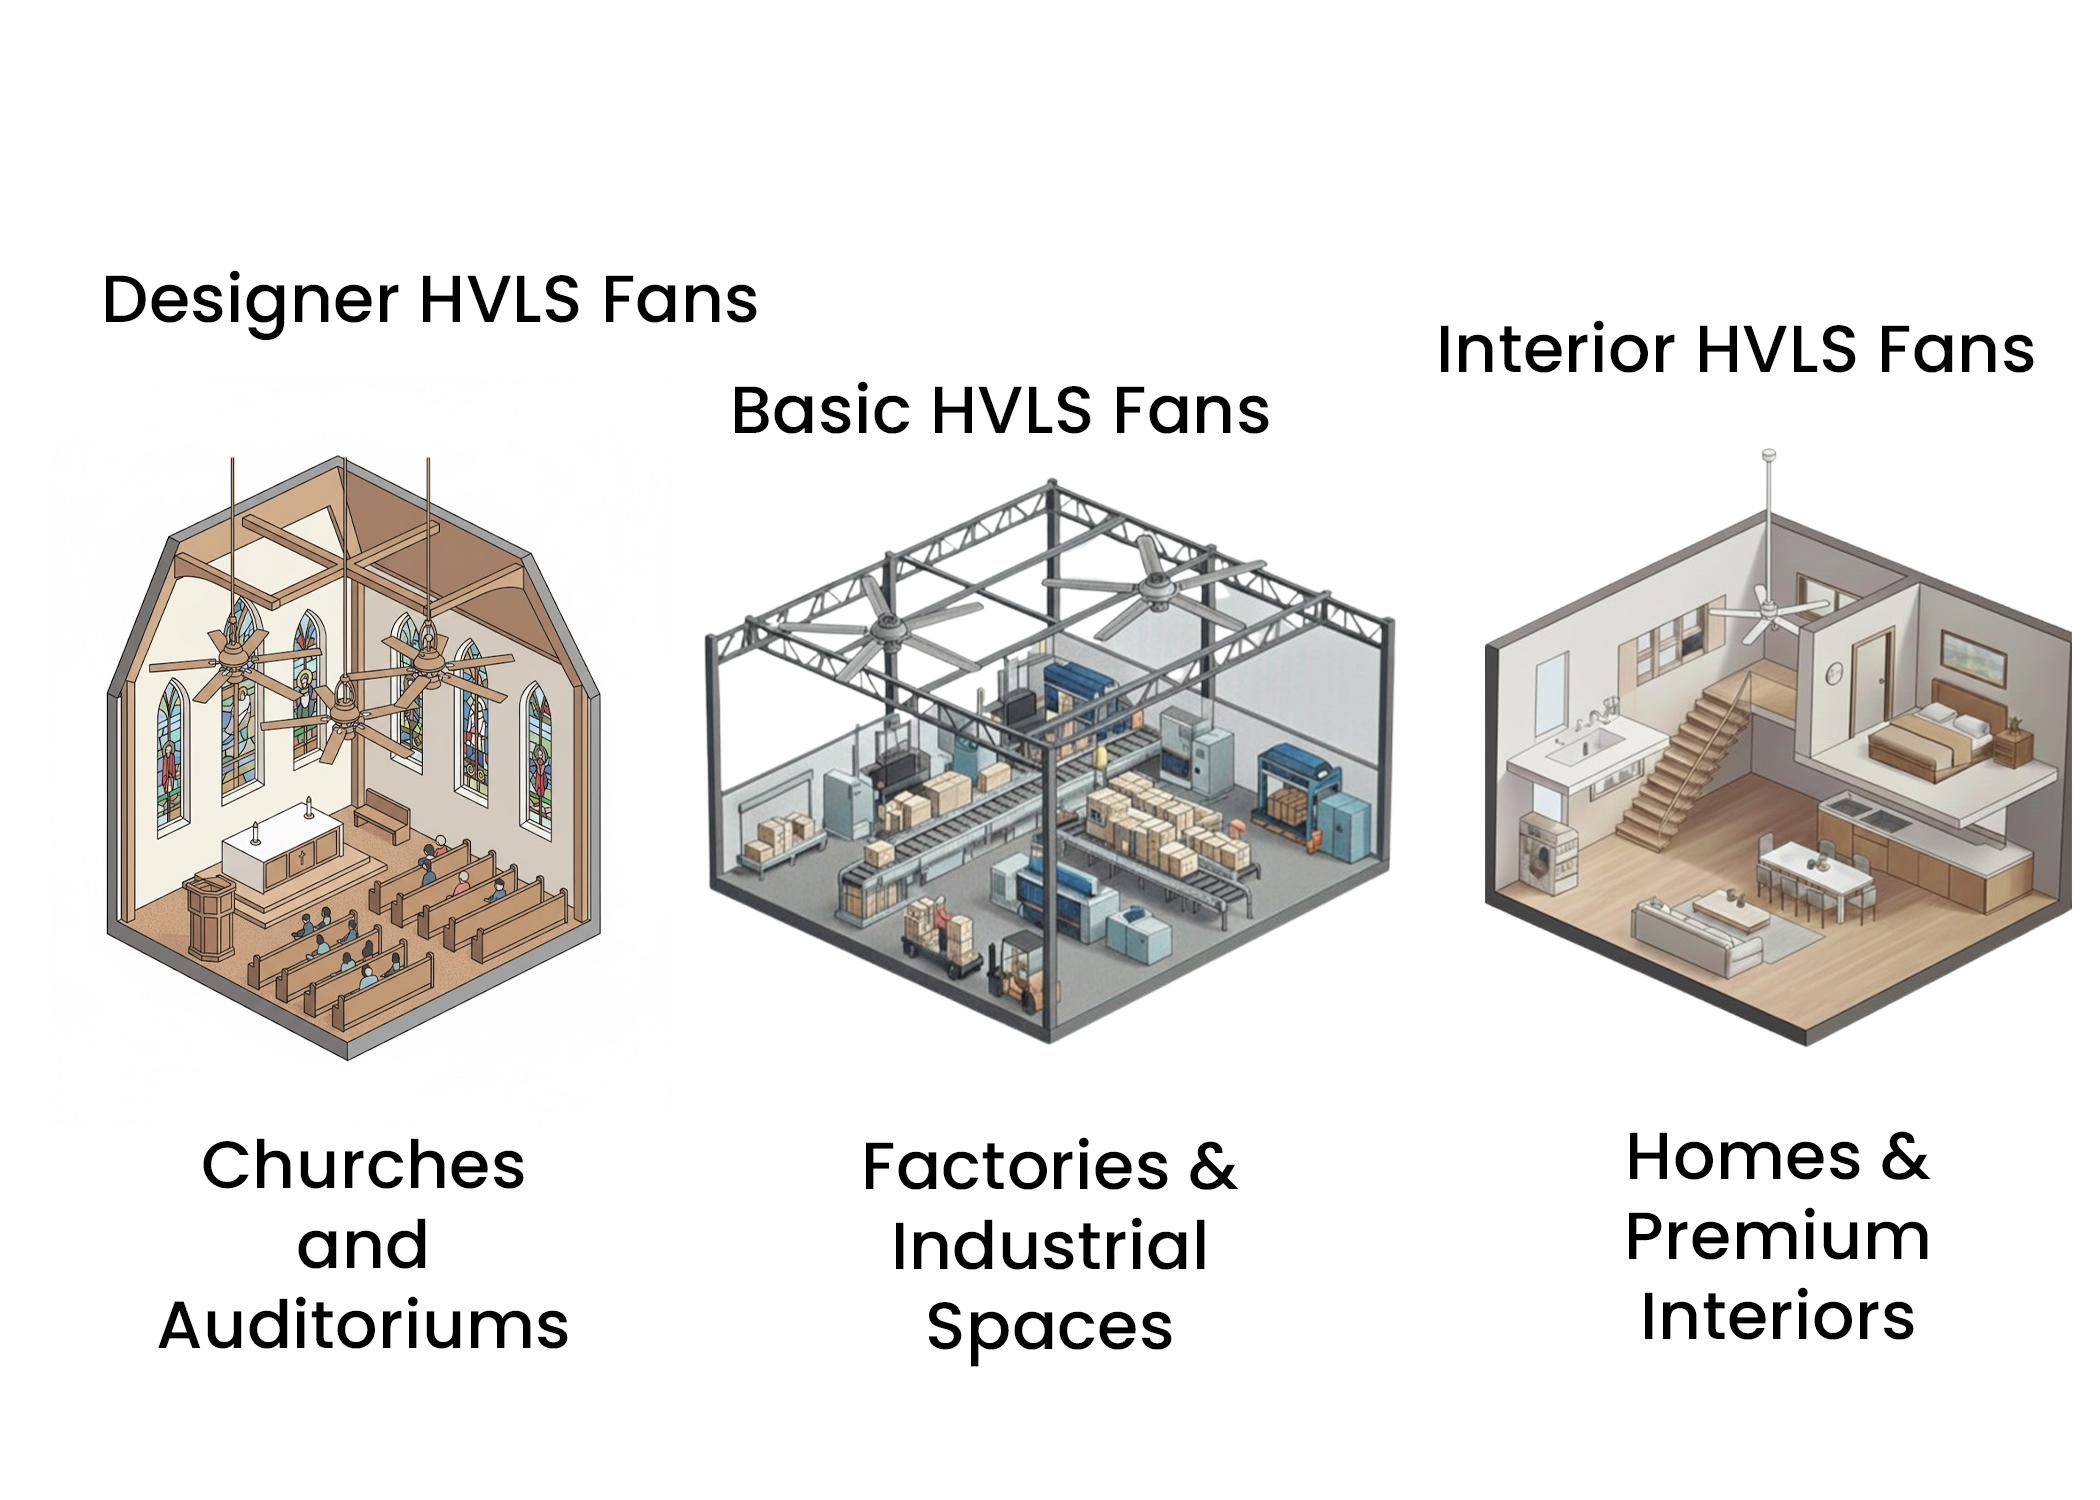 Designer HVLS Fans
Basic HVLS Fans
Interior HVLS Fans
Churches
and
Auditoriums
Factories &
Industrial
Spaces
Homes &
Premium
Interiors